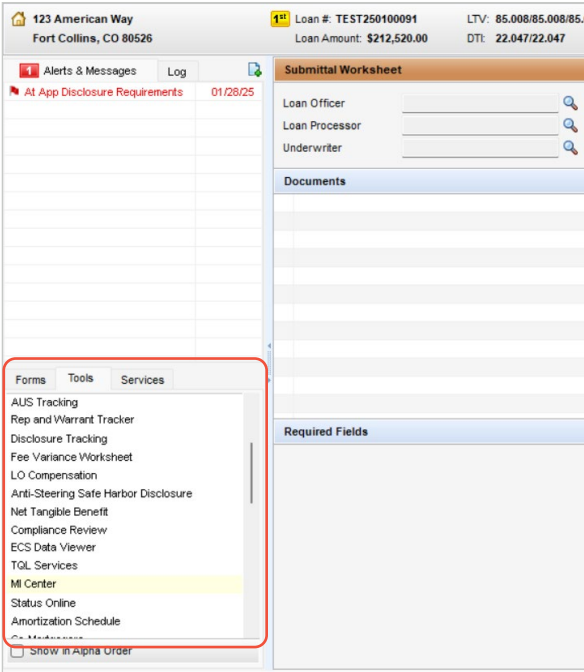 123 American Way
Fort Collins, CO 80526
1st Loan #: TEST250100091
Loan Amount: $212,520.00
LTV: 85.008/85.008/85.
DTI: 22.047/22.047
1 Alerts & Messages
Log
At App Disclosure Requirements 01/28/25
Submittal Worksheet
Loan Officer
Loan Processor
Underwriter
Documents
Required Fields
Forms Tools Services
AUS Tracking
Rep and Warrant Tracker
Disclosure Tracking
Fee Variance Worksheet
LO Compensation
Anti-Steering Safe Harbor Disclosure
Net Tangible Benefit
Compliance Review
ECS Data Viewer
TQL Services
MI Center
Status Online
Amortization Schedule
Show in Alpha Order